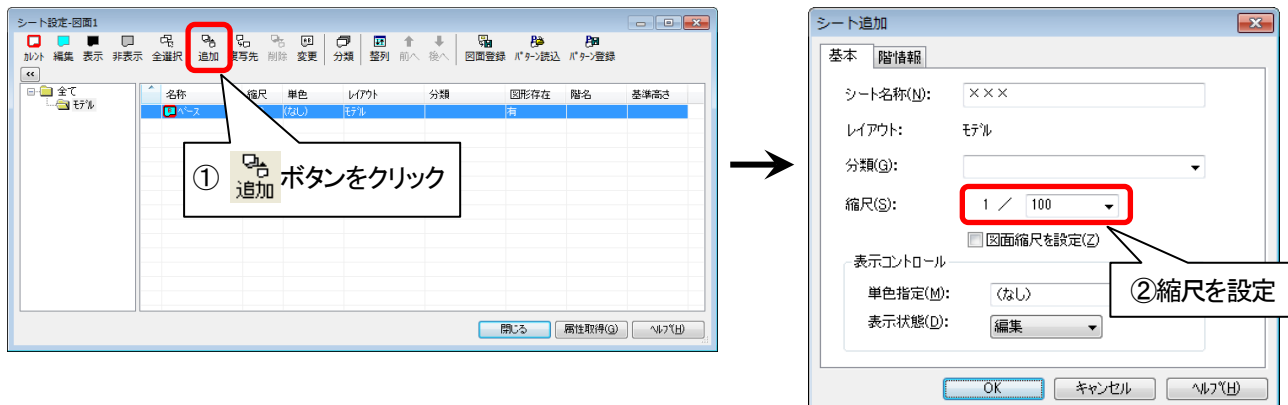 シート設定-図面1
カレント 編集 表示 非表示 全選択 追加 複写先 削除 変更 分類 整列 前へ 後へ 図面登録 パターン読込 パターン登録
<<
全て
モデル
名称 縮尺 単色 レイアウト 分類 図形存在 階名 基準高さ
ベース (なし) モデル 有
① 追加 ボタンをクリック
閉じる 属性取得(G) ヘルプ(H)
シート追加
基本 階情報
シート名称(N): ×××
レイアウト: モデル
分類(G):
縮尺(S): 1 / 100
図面縮尺を設定(Z)
表示コントロール
単色指定(M): (なし)
②縮尺を設定
表示状態(D): 編集
OK キャンセル ヘルプ(H)